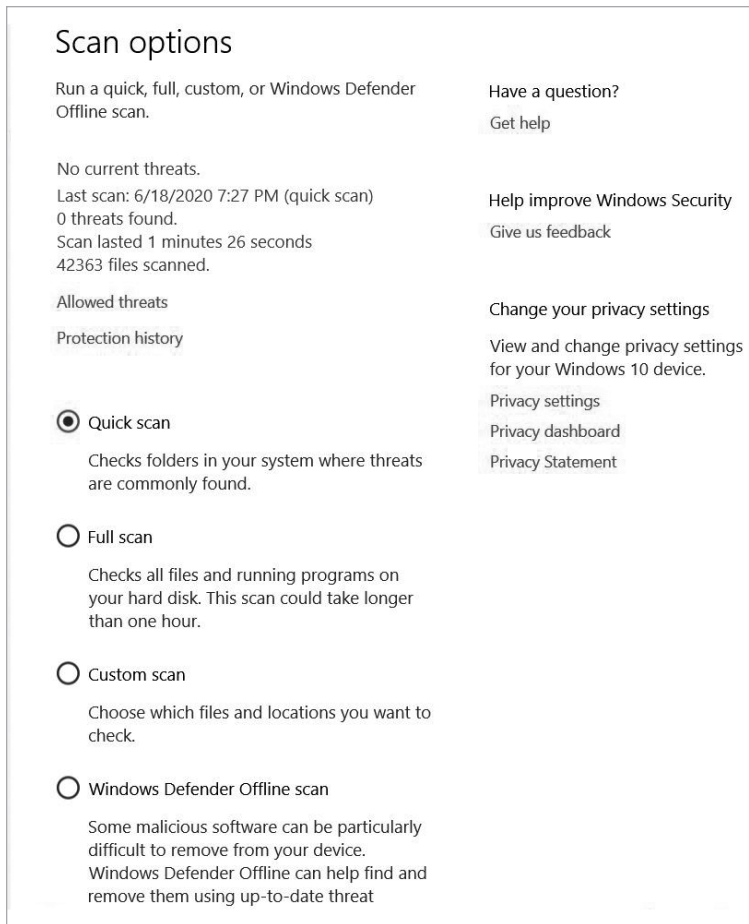 Scan options
Run a quick, full, custom, or Windows Defender
Offline scan.
No current threats.
Last scan: 6/18/2020 7:27 PM (quick scan)
0 threats found.
Scan lasted 1 minutes 26 seconds
42363 files scanned.
Allowed threats
Protection history
Quick scan
Checks folders in your system where threats
are commonly found.
Full scan
Checks all files and running programs on
your hard disk. This scan could take longer
than one hour.
Custom scan
Choose which files and locations you want to
check.
Windows Defender Offline scan
Some malicious software can be particularly
difficult to remove from your device.
Windows Defender Offline can help find and
remove them using up-to-date threat
Have a question?
Get help
Help improve Windows Security
Give us feedback
Change your privacy settings
View and change privacy settings
for your Windows 10 device.
Privacy settings
Privacy dashboard
Privacy Statement